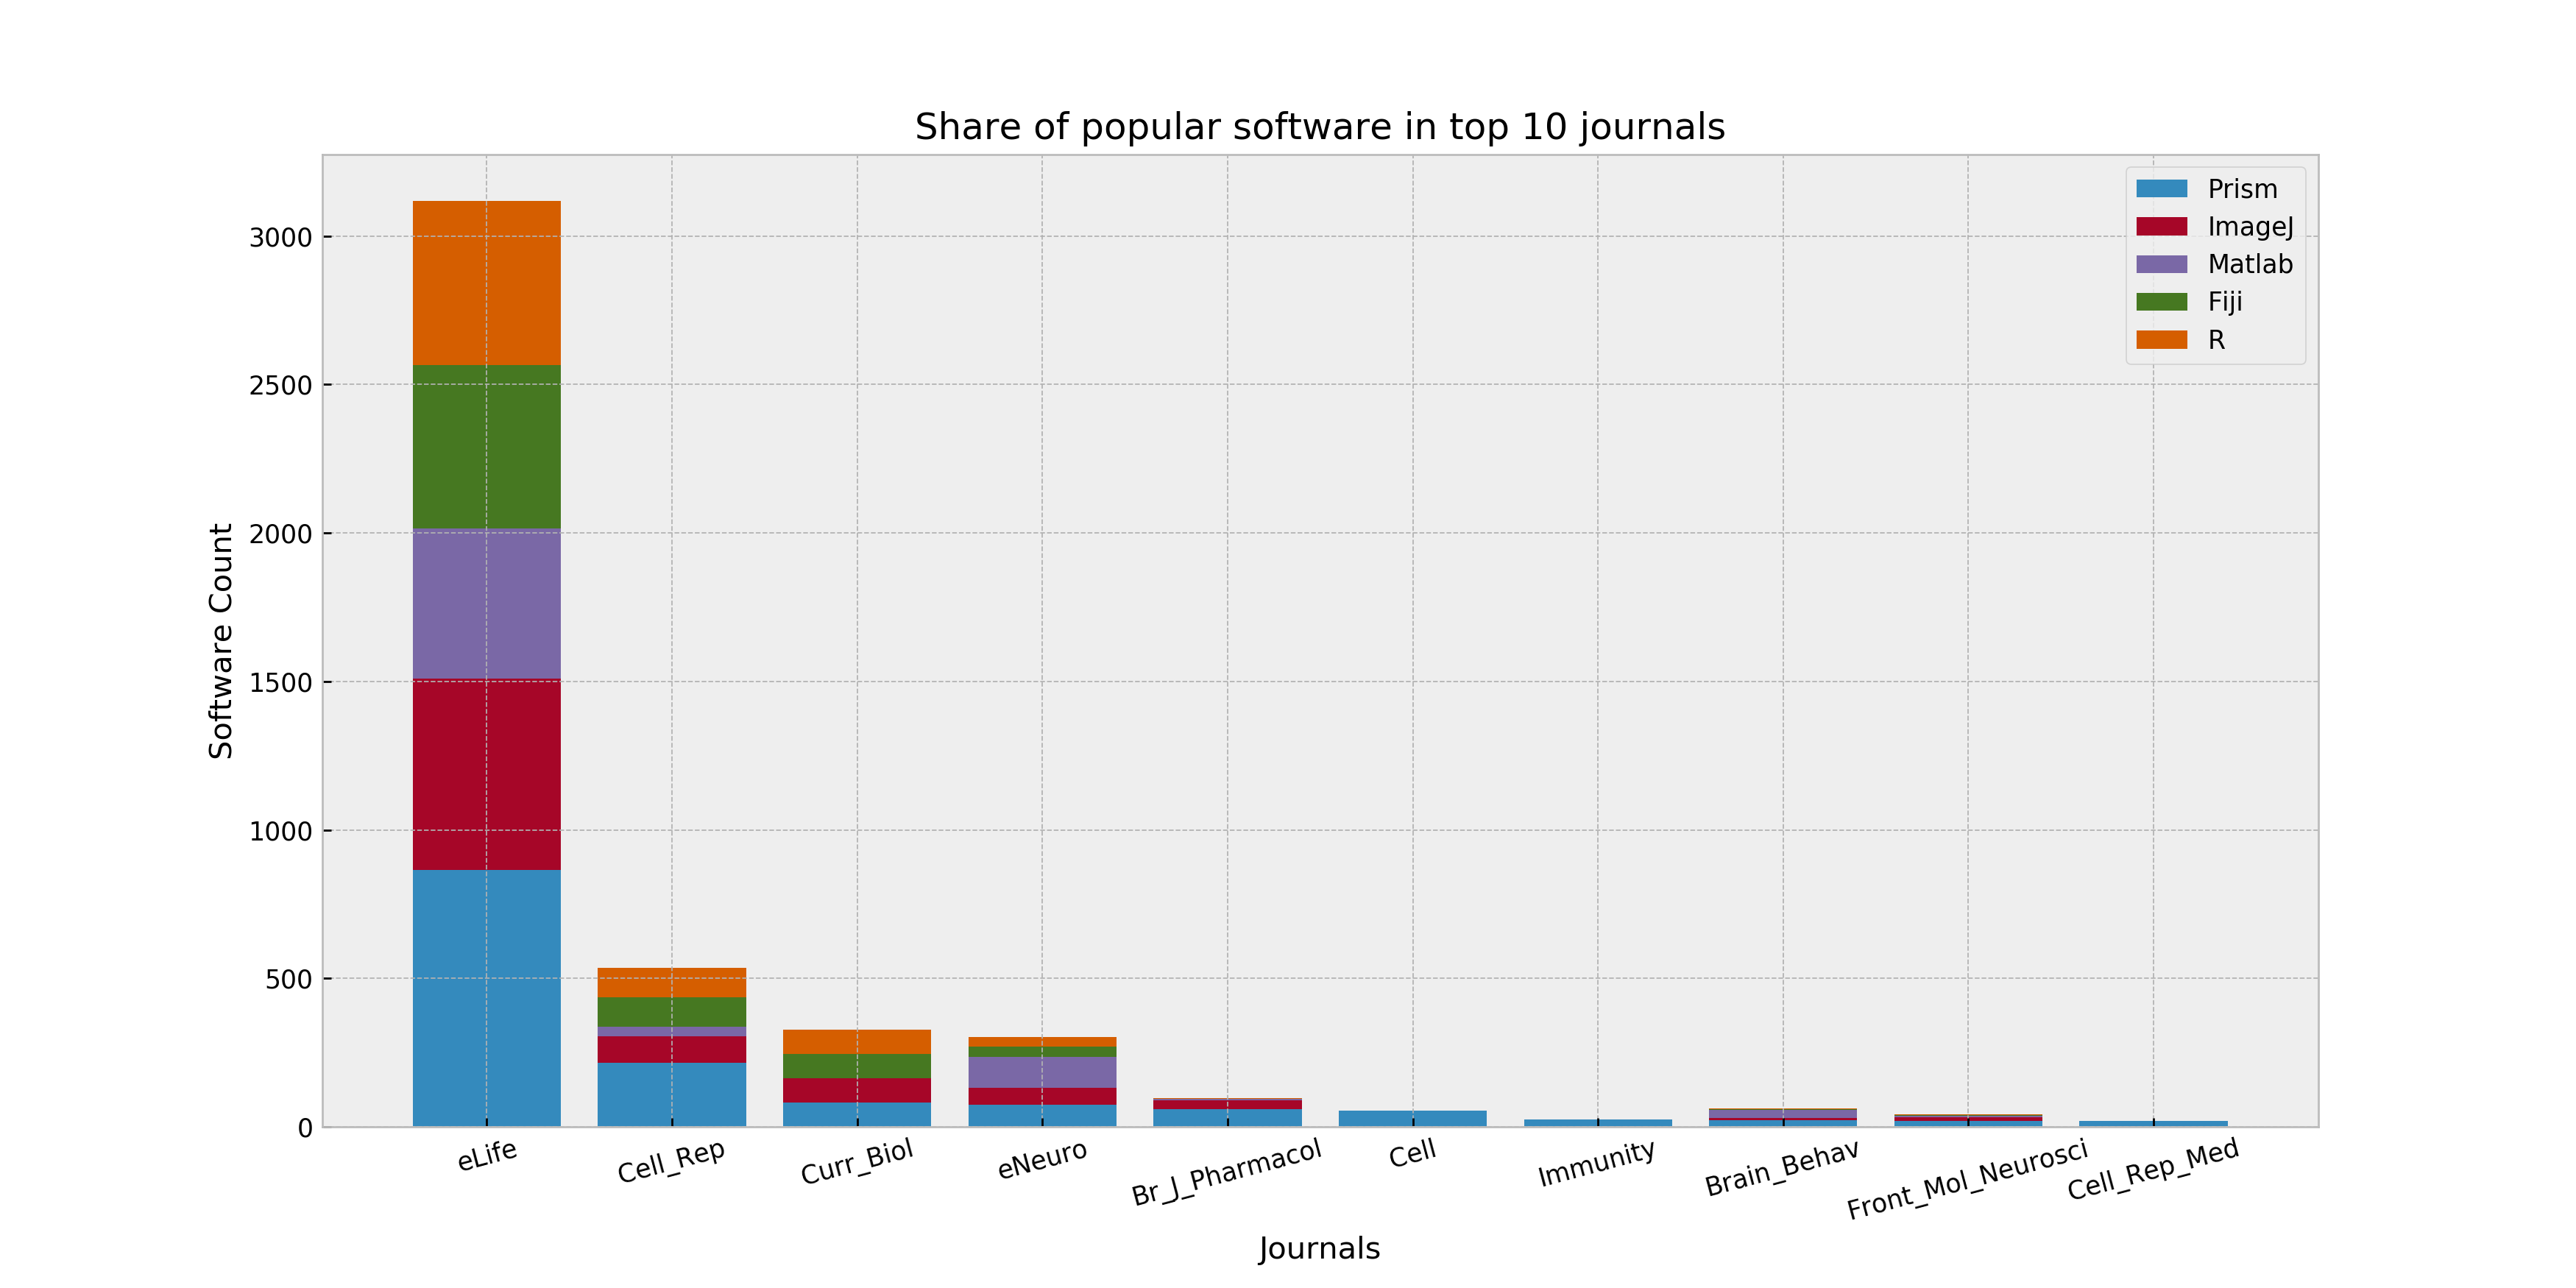 Share of popular software in top 10 journals
Prism
ImageJ
Matlab
Fiji
R
Software Count
3000
2500
2000
1500
1000
500
0
eLife
Cell_Rep
Curr_Biol
eNeuro
Br_J_Pharmacol
Cell
Immunity
Brain_Behav
Front_Mol_Neurosci
Cell_Rep_Med
Journals